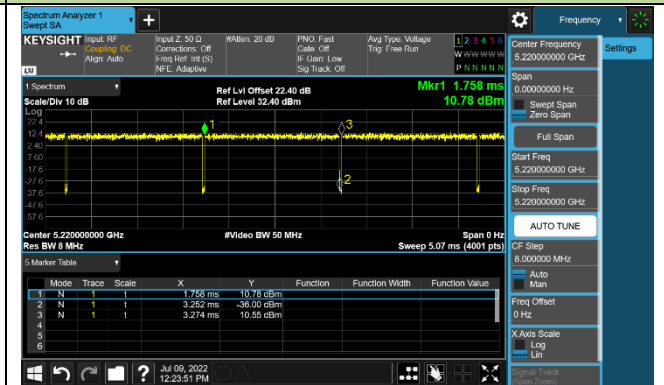 Spectrum Analyzer 1
Swept SA
+
Frequency
KEYSIGHT
Input: RF
Coupling: DC
Align: Auto
Input Z: 50 Ω
Corrections: Off
Freq Ref: Int (S)
NFE: Adaptive
#Atten: 20 dB
PNO: Fast
Gate: Off
IF Gain: Low
Sig Track: Off
Avg Type: Voltage
Trig: Free Run
1 2 3 4 5 6
W W W W W W
P N N N N N
LXI
1 Spectrum
Scale/Div 10 dB
Ref Lvl Offset 22.40 dB
Ref Level 32.40 dBm
Mkr1 1.758 ms
10.78 dBm
Log
22.4
12.4
2.40
-7.60
-17.6
-27.6
-37.6
-47.6
-57.6
1
3
2
Center 5.220000000 GHz
#Video BW 50 MHz
Span 0 Hz
Res BW 8 MHz
Sweep 5.07 ms (4001 pts)
5 Marker Table
Mode Trace Scale X Y Function Function Width Function Value
1 N 1 t 1.758 ms 10.78 dBm
2 N 1 t 3.252 ms -36.00 dBm
3 N 1 t 3.274 ms 10.55 dBm
4
5
6
Center Frequency
5.220000000 GHz
Settings
Span
0.00000000 Hz
Swept Span
Zero Span
Full Span
Start Freq
5.220000000 GHz
Stop Freq
5.220000000 GHz
AUTO TUNE
CF Step
8.000000 MHz
Auto
Man
Freq Offset
0 Hz
X Axis Scale
Log
Lin
Signal Track
(Span Zoom)
?
Jul 09, 2022
12:23:51 PM